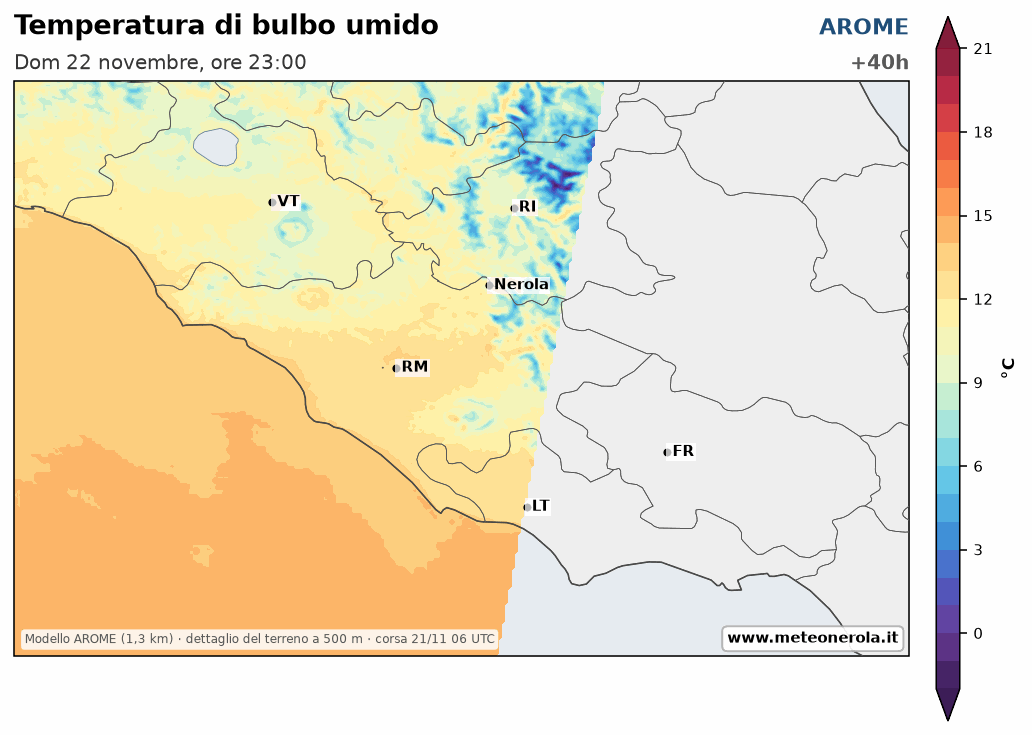 Temperatura di bulbo umido
AROME
Dom 22 novembre, ore 23:00
+40h
VT
RI
Nerola
RM
FR
LT
Modello AROME (1,3 km) · dettaglio del terreno a 500 m · corsa 21/11 06 UTC
www.meteonerola.it
21
18
15
12
9
6
3
0
°C